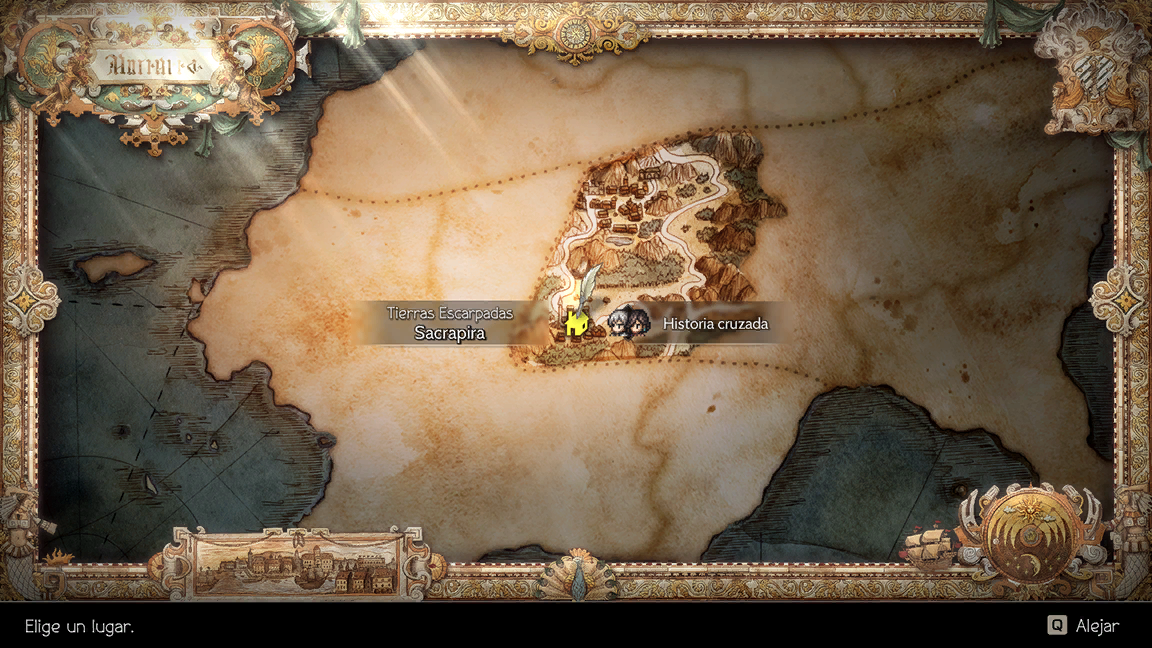 Tierras Escarpadas
Sacrapira
Historia cruzada
Elige un lugar.
Q Alejar